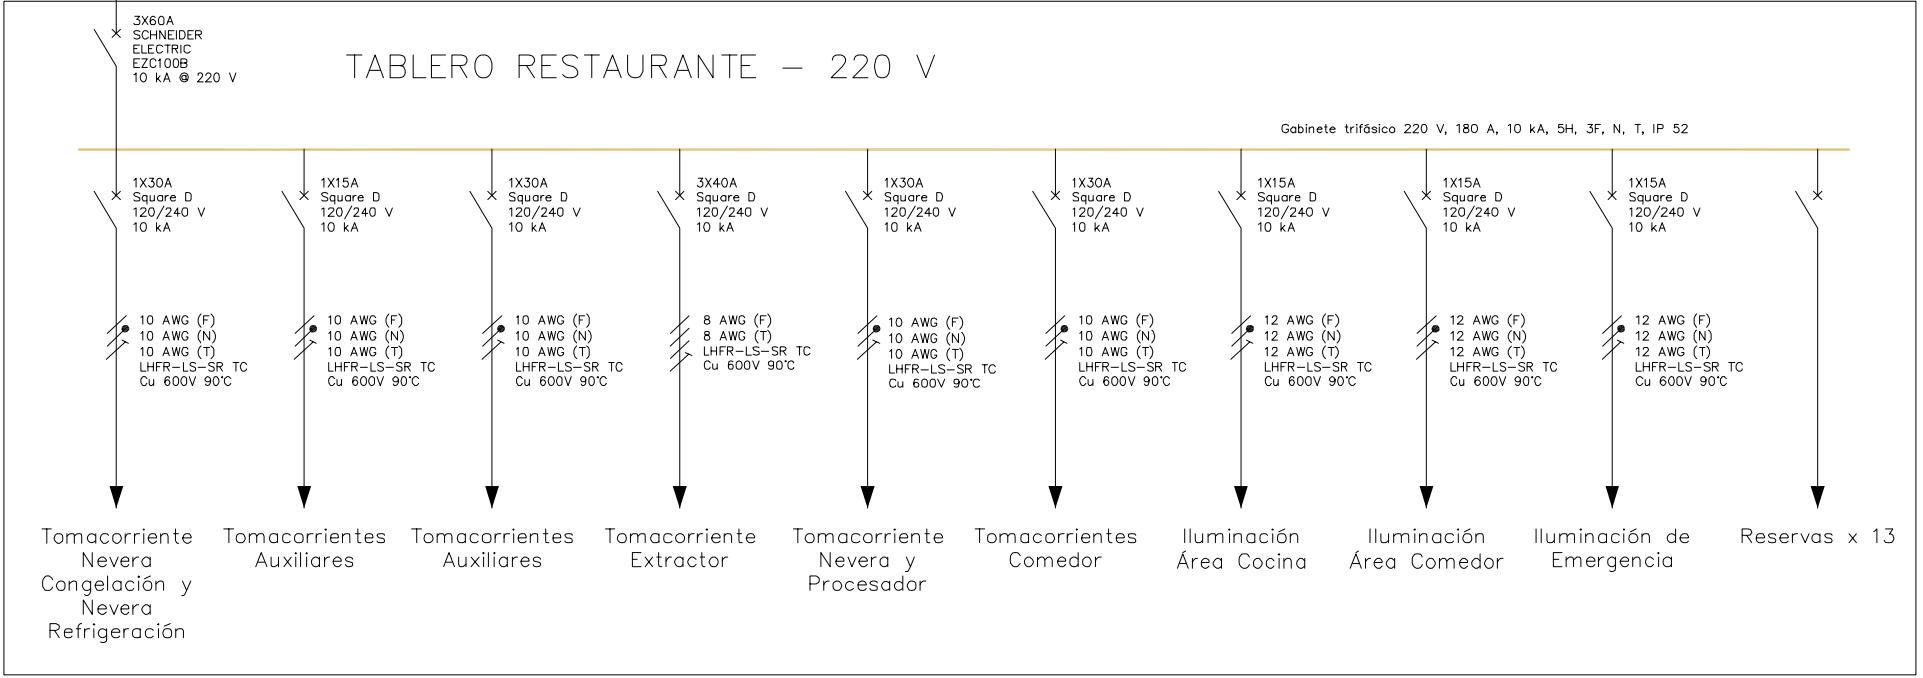 3X60A
SCHNEIDER
ELECTRIC
EZC100B
10 kA @ 220 V
TABLERO RESTAURANTE - 220 V
Gabinete trifásico 220 V, 180 A, 10 kA, 5H, 3F, N, T, IP 52
1X30A
Square D
120/240 V
10 kA
1X15A
Square D
120/240 V
10 kA
1X30A
Square D
120/240 V
10 kA
3X40A
Square D
120/240 V
10 kA
1X30A
Square D
120/240 V
10 kA
1X30A
Square D
120/240 V
10 kA
1X15A
Square D
120/240 V
10 kA
1X15A
Square D
120/240 V
10 kA
1X15A
Square D
120/240 V
10 kA
10 AWG (F)
10 AWG (N)
10 AWG (T)
LHFR-LS-SR TC
Cu 600V 90°C
10 AWG (F)
10 AWG (N)
10 AWG (T)
LHFR-LS-SR TC
Cu 600V 90°C
10 AWG (F)
10 AWG (N)
10 AWG (T)
LHFR-LS-SR TC
Cu 600V 90°C
8 AWG (F)
8 AWG (T)
LHFR-LS-SR TC
Cu 600V 90°C
10 AWG (F)
10 AWG (N)
10 AWG (T)
LHFR-LS-SR TC
Cu 600V 90°C
10 AWG (F)
10 AWG (N)
10 AWG (T)
LHFR-LS-SR TC
Cu 600V 90°C
12 AWG (F)
12 AWG (N)
12 AWG (T)
LHFR-LS-SR TC
Cu 600V 90°C
12 AWG (F)
12 AWG (N)
12 AWG (T)
LHFR-LS-SR TC
Cu 600V 90°C
12 AWG (F)
12 AWG (N)
12 AWG (T)
LHFR-LS-SR TC
Cu 600V 90°C
Tomacorriente
Nevera
Congelación y
Nevera
Refrigeración
Tomacorrientes
Auxiliares
Tomacorrientes
Auxiliares
Tomacorriente
Extractor
Tomacorriente
Nevera y
Procesador
Tomacorrientes
Comedor
Iluminación
Área Cocina
Iluminación
Área Comedor
Iluminación de
Emergencia
Reservas x 13